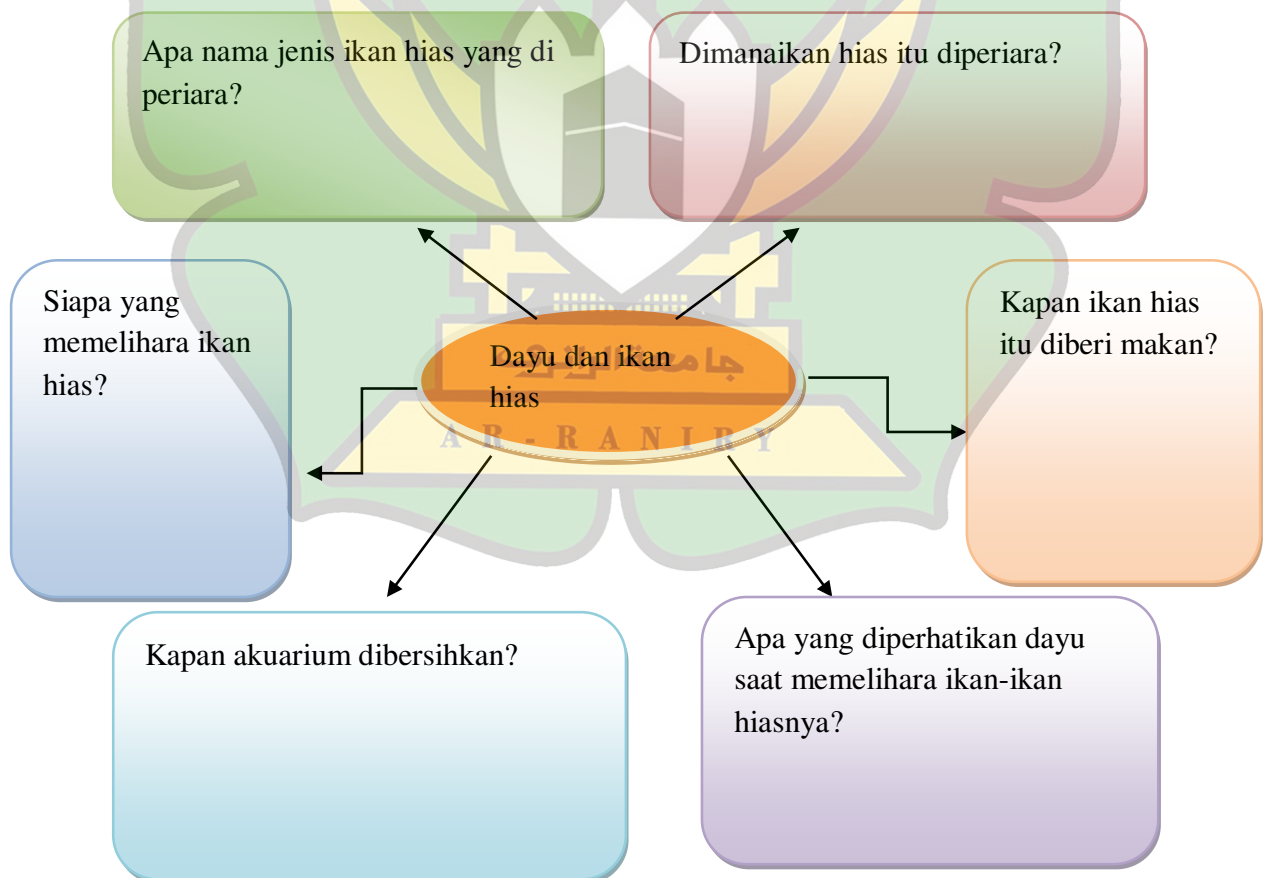 Apa nama jenis ikan hias yang di
periara?
Dimanaikan hias itu diperiara?
Siapa yang
memelihara ikan
hias?
Kapan ikan hias
itu diberi makan?
Dayu dan ikan
hias
جامعة الرانري
AR-RANIRY
Kapan akuarium dibersihkan?
Apa yang diperhatikan dayu
saat memelihara ikan-ikan
hiasnya?